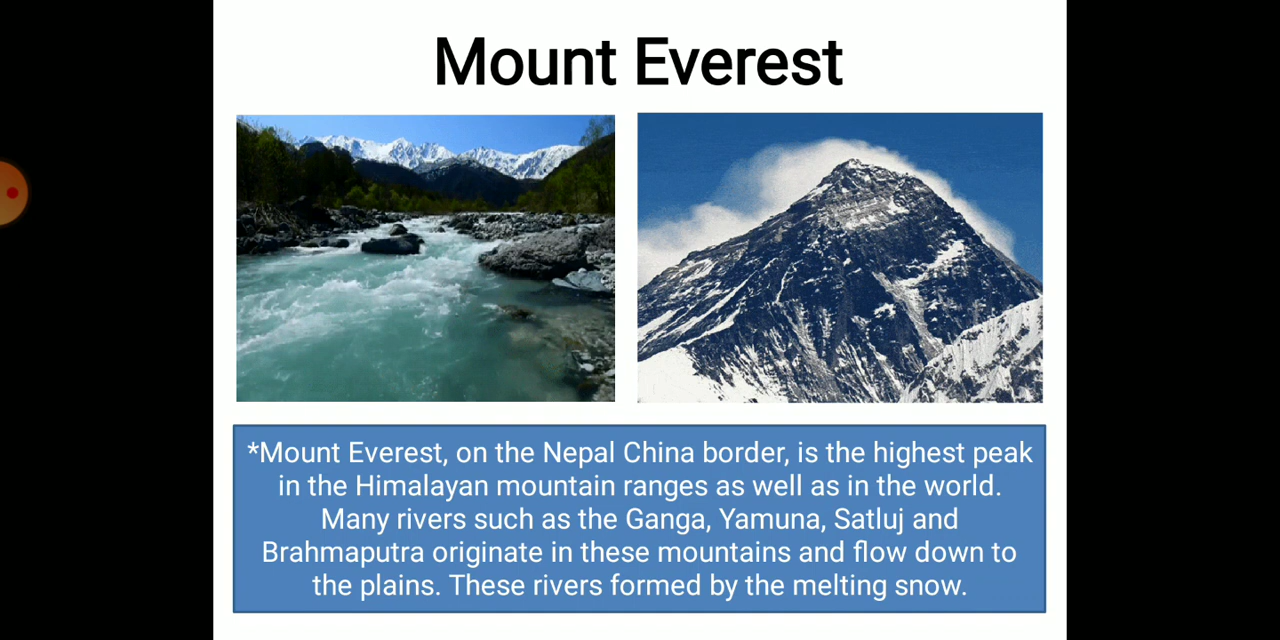 Mount Everest
*Mount Everest, on the Nepal China border, is the highest peak
in the Himalayan mountain ranges as well as in the world.
Many rivers such as the Ganga, Yamuna, Satluj and
Brahmaputra originate in these mountains and flow down to
the plains. These rivers formed by the melting snow.